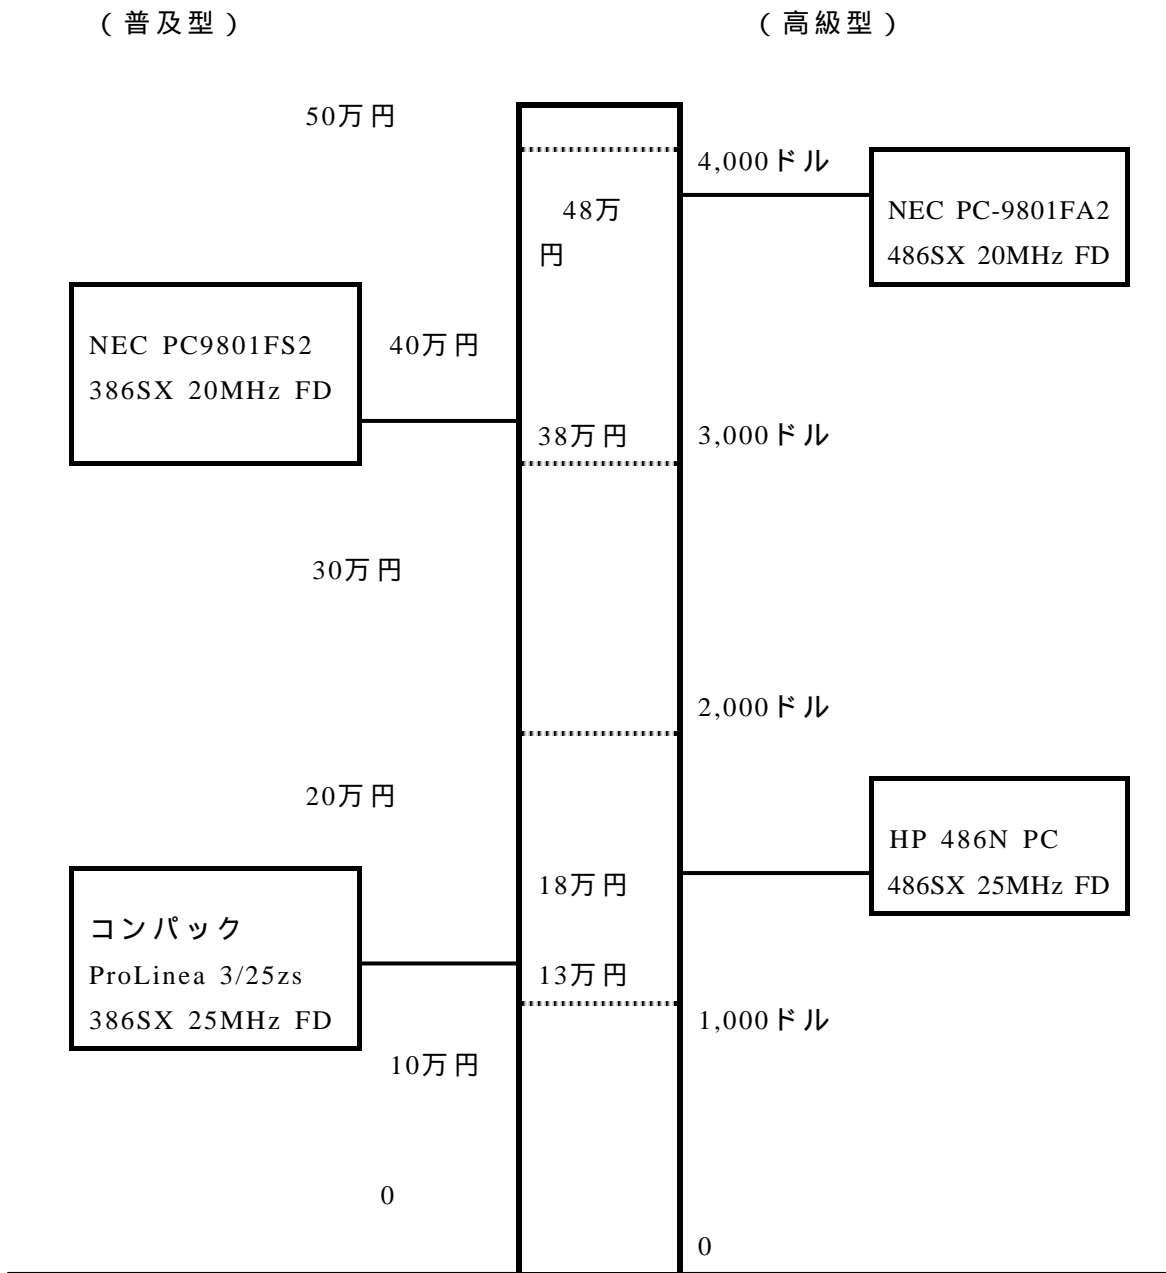 （普及型）
（高級型）
50万円
4,000ドル
48万
円
NEC PC-9801FA2
486SX 20MHz FD
NEC PC9801FS2
386SX 20MHz FD
40万円
38万円
3,000ドル
30万円
2,000ドル
20万円
HP 486N PC
486SX 25MHz FD
18万円
コンパック
ProLinea 3/25zs
386SX 25MHz FD
13万円
1,000ドル
10万円
0
0